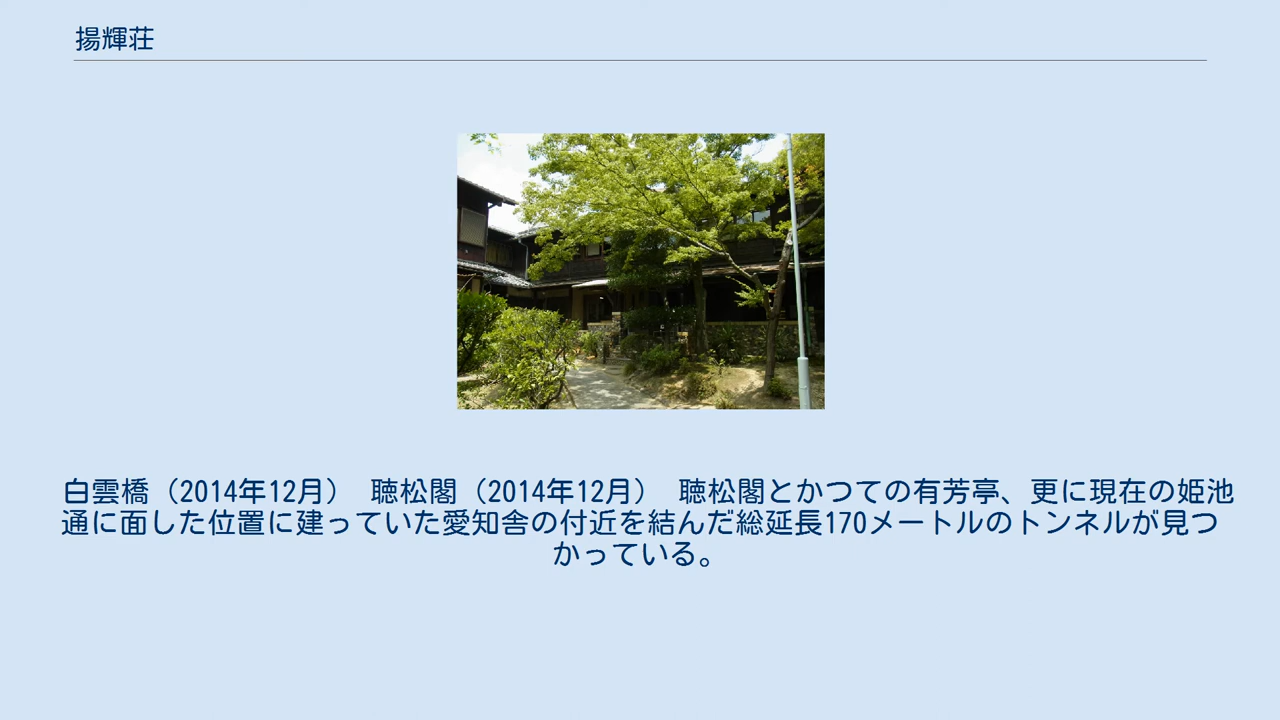 揚輝荘
白雲橋（2014年12月）　聴松閣（2014年12月）　聴松閣とかつての有芳亭、更に現在の姫池
通に面した位置に建っていた愛知舎の付近を結んだ総延長170メートルのトンネルが見つ
かっている。